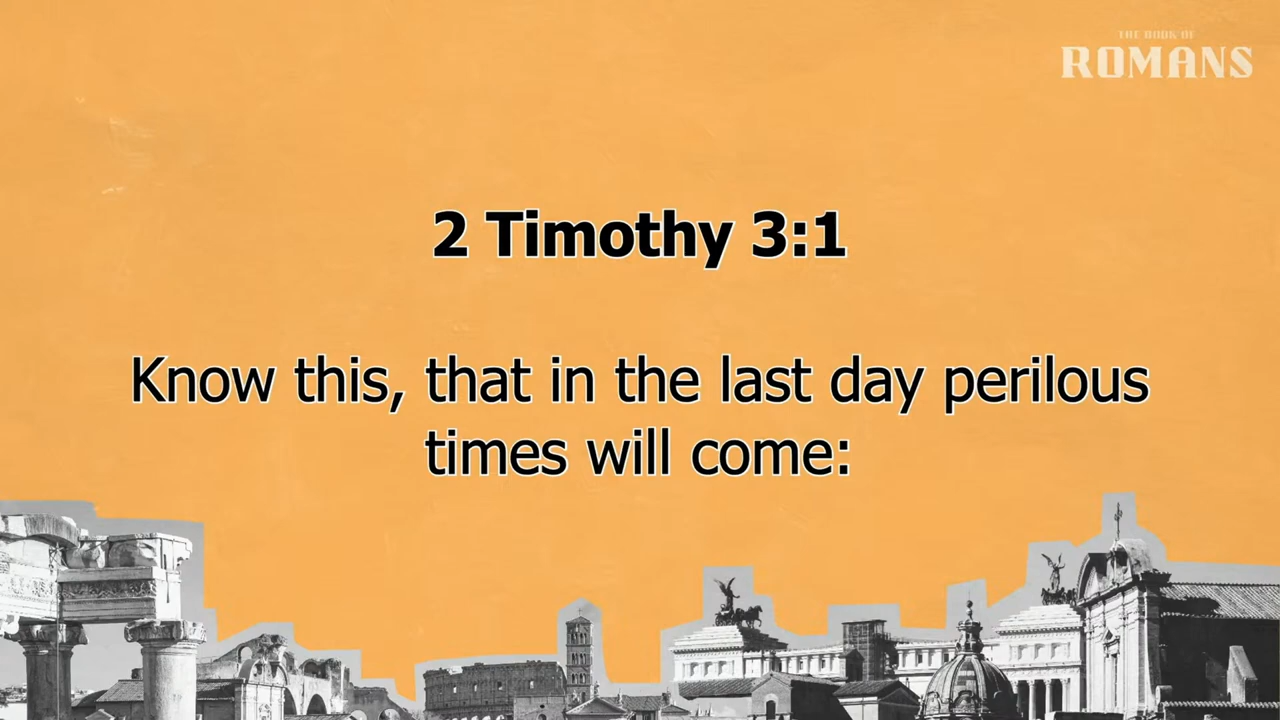 THE BOOK OF
ROMANS
2 Timothy 3:1
Know this, that in the last day perilous
times will come: